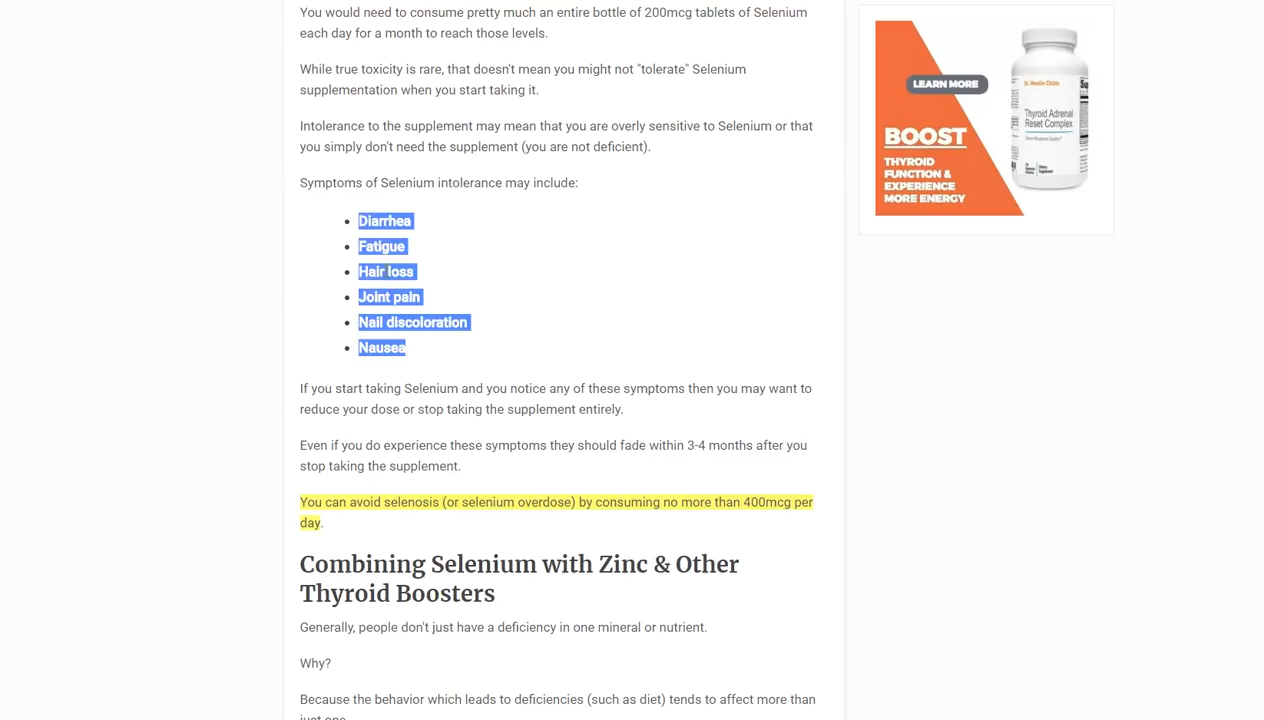 You would need to consume pretty much an entire bottle of 200mcg tablets of Selenium
each day for a month to reach those levels.
While true toxicity is rare, that doesn't mean you might not "tolerate" Selenium
supplementation when you start taking it.
Intolerance to the supplement may mean that you are overly sensitive to Selenium or that
you simply don't need the supplement (you are not deficient).
Symptoms of Selenium intolerance may include:
Diarrhea
Fatigue
Hair loss
Joint pain
Nail discoloration
Nausea
If you start taking Selenium and you notice any of these symptoms then you may want to
reduce your dose or stop taking the supplement entirely.
Even if you do experience these symptoms they should fade within 3-4 months after you
stop taking the supplement.
You can avoid selenosis (or selenium overdose) by consuming no more than 400mcg per
day.
Combining Selenium with Zinc & Other
Thyroid Boosters
Generally, people don't just have a deficiency in one mineral or nutrient.
Why?
Because the behavior which leads to deficiencies (such as diet) tends to affect more than
just one.
LEARN MORE
BOOST
THYROID
FUNCTION &
EXPERIENCE
MORE ENERGY
Thyroid Adrenal
Reset Complex